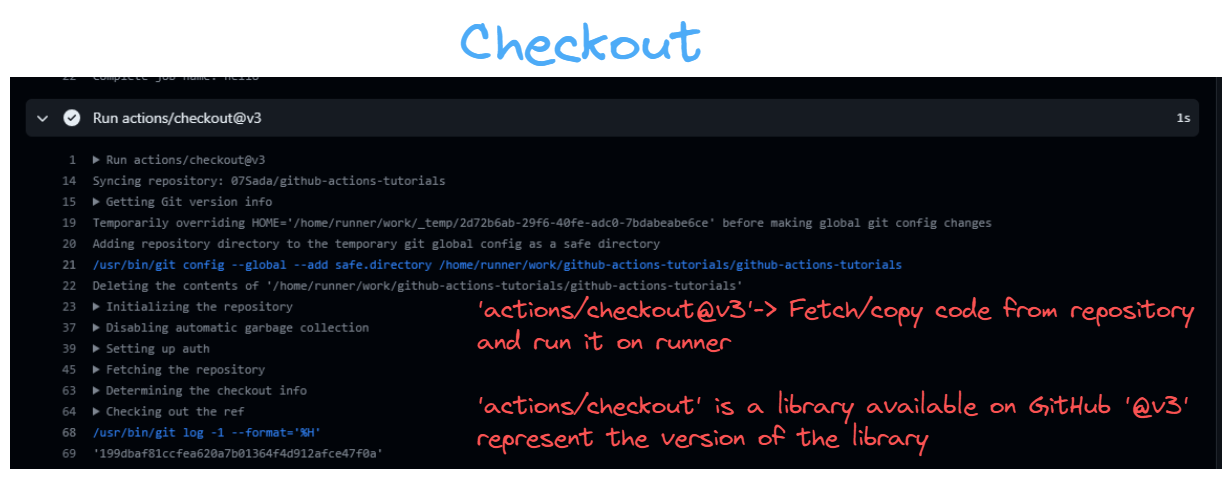 Checkout
22 Complete job name: hello
Run actions/checkout@v3 1s
1 ▶ Run actions/checkout@v3
14 Syncing repository: 07Sada/github-actions-tutorials
15 ▶ Getting Git version info
19 Temporarily overriding HOME='/home/runner/work/_temp/2d72b6ab-29f6-40fe-adc0-7bdabeabe6ce' before making global git config changes
20 Adding repository directory to the temporary git global config as a safe directory
21 /usr/bin/git config --global --add safe.directory /home/runner/work/github-actions-tutorials/github-actions-tutorials
22 Deleting the contents of '/home/runner/work/github-actions-tutorials/github-actions-tutorials'
23 ▶ Initializing the repository
37 ▶ Disabling automatic garbage collection
39 ▶ Setting up auth
45 ▶ Fetching the repository
63 ▶ Determining the checkout info
64 ▶ Checking out the ref
68 /usr/bin/git log -1 --format='%H'
69 '199dbaf81ccfea620a7b01364f4d912afce47f0a'
'actions/checkout@v3'-> Fetch/copy code from repository
and run it on runner
'actions/checkout' is a library available on GitHub '@v3'
represent the version of the library